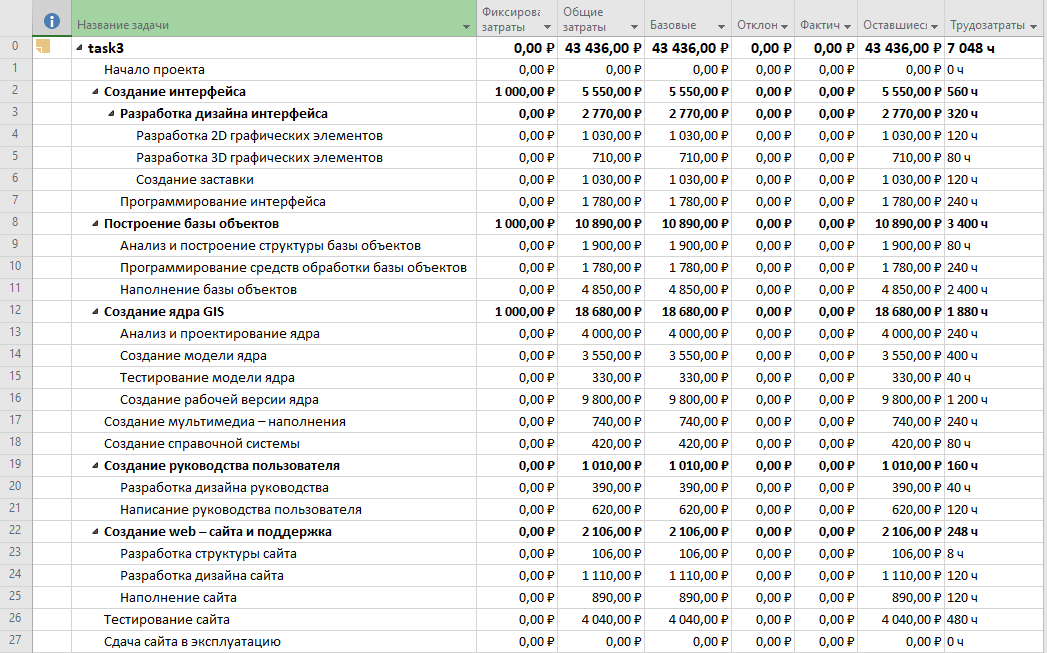 Название задачи Фиксирова затраты Общие затраты Базовые Отклон Фактич Оставшиес Трудозатраты
0 task3 0,00 ₽ 43 436,00 ₽ 43 436,00 ₽ 0,00 ₽ 0,00 ₽ 43 436,00 ₽ 7 048 ч
1 Начало проекта 0,00 ₽ 0,00 ₽ 0,00 ₽ 0,00 ₽ 0,00 ₽ 0,00 ₽ 0 ч
2 Создание интерфейса 1 000,00 ₽ 5 550,00 ₽ 5 550,00 ₽ 0,00 ₽ 0,00 ₽ 5 550,00 ₽ 560 ч
3 Разработка дизайна интерфейса 0,00 ₽ 2 770,00 ₽ 2 770,00 ₽ 0,00 ₽ 0,00 ₽ 2 770,00 ₽ 320 ч
4 Разработка 2D графических элементов 0,00 ₽ 1 030,00 ₽ 1 030,00 ₽ 0,00 ₽ 0,00 ₽ 1 030,00 ₽ 120 ч
5 Разработка 3D графических элементов 0,00 ₽ 710,00 ₽ 710,00 ₽ 0,00 ₽ 0,00 ₽ 710,00 ₽ 80 ч
6 Создание заставки 0,00 ₽ 1 030,00 ₽ 1 030,00 ₽ 0,00 ₽ 0,00 ₽ 1 030,00 ₽ 120 ч
7 Программирование интерфейса 0,00 ₽ 1 780,00 ₽ 1 780,00 ₽ 0,00 ₽ 0,00 ₽ 1 780,00 ₽ 240 ч
8 Построение базы объектов 1 000,00 ₽ 10 890,00 ₽ 10 890,00 ₽ 0,00 ₽ 0,00 ₽ 10 890,00 ₽ 3 400 ч
9 Анализ и построение структуры базы объектов 0,00 ₽ 1 900,00 ₽ 1 900,00 ₽ 0,00 ₽ 0,00 ₽ 1 900,00 ₽ 80 ч
10 Программирование средств обработки базы объектов 0,00 ₽ 1 780,00 ₽ 1 780,00 ₽ 0,00 ₽ 0,00 ₽ 1 780,00 ₽ 240 ч
11 Наполнение базы объектов 0,00 ₽ 4 850,00 ₽ 4 850,00 ₽ 0,00 ₽ 0,00 ₽ 4 850,00 ₽ 2 400 ч
12 Создание ядра GIS 1 000,00 ₽ 18 680,00 ₽ 18 680,00 ₽ 0,00 ₽ 0,00 ₽ 18 680,00 ₽ 1 880 ч
13 Анализ и проектирование ядра 0,00 ₽ 4 000,00 ₽ 4 000,00 ₽ 0,00 ₽ 0,00 ₽ 4 000,00 ₽ 240 ч
14 Создание модели ядра 0,00 ₽ 3 550,00 ₽ 3 550,00 ₽ 0,00 ₽ 0,00 ₽ 3 550,00 ₽ 400 ч
15 Тестирование модели ядра 0,00 ₽ 330,00 ₽ 330,00 ₽ 0,00 ₽ 0,00 ₽ 330,00 ₽ 40 ч
16 Создание рабочей версии ядра 0,00 ₽ 9 800,00 ₽ 9 800,00 ₽ 0,00 ₽ 0,00 ₽ 9 800,00 ₽ 1 200 ч
17 Создание мультимедиа – наполнения 0,00 ₽ 740,00 ₽ 740,00 ₽ 0,00 ₽ 0,00 ₽ 740,00 ₽ 240 ч
18 Создание справочной системы 0,00 ₽ 420,00 ₽ 420,00 ₽ 0,00 ₽ 0,00 ₽ 420,00 ₽ 80 ч
19 Создание руководства пользователя 0,00 ₽ 1 010,00 ₽ 1 010,00 ₽ 0,00 ₽ 0,00 ₽ 1 010,00 ₽ 160 ч
20 Разработка дизайна руководства 0,00 ₽ 390,00 ₽ 390,00 ₽ 0,00 ₽ 0,00 ₽ 390,00 ₽ 40 ч
21 Написание руководства пользователя 0,00 ₽ 620,00 ₽ 620,00 ₽ 0,00 ₽ 0,00 ₽ 620,00 ₽ 120 ч
22 Создание web – сайта и поддержка 0,00 ₽ 2 106,00 ₽ 2 106,00 ₽ 0,00 ₽ 0,00 ₽ 2 106,00 ₽ 248 ч
23 Разработка структуры сайта 0,00 ₽ 106,00 ₽ 106,00 ₽ 0,00 ₽ 0,00 ₽ 106,00 ₽ 8 ч
24 Разработка дизайна сайта 0,00 ₽ 1 110,00 ₽ 1 110,00 ₽ 0,00 ₽ 0,00 ₽ 1 110,00 ₽ 120 ч
25 Наполнение сайта 0,00 ₽ 890,00 ₽ 890,00 ₽ 0,00 ₽ 0,00 ₽ 890,00 ₽ 120 ч
26 Тестирование сайта 0,00 ₽ 4 040,00 ₽ 4 040,00 ₽ 0,00 ₽ 0,00 ₽ 4 040,00 ₽ 480 ч
27 Сдача сайта в эксплуатацию 0,00 ₽ 0,00 ₽ 0,00 ₽ 0,00 ₽ 0,00 ₽ 0,00 ₽ 0 ч